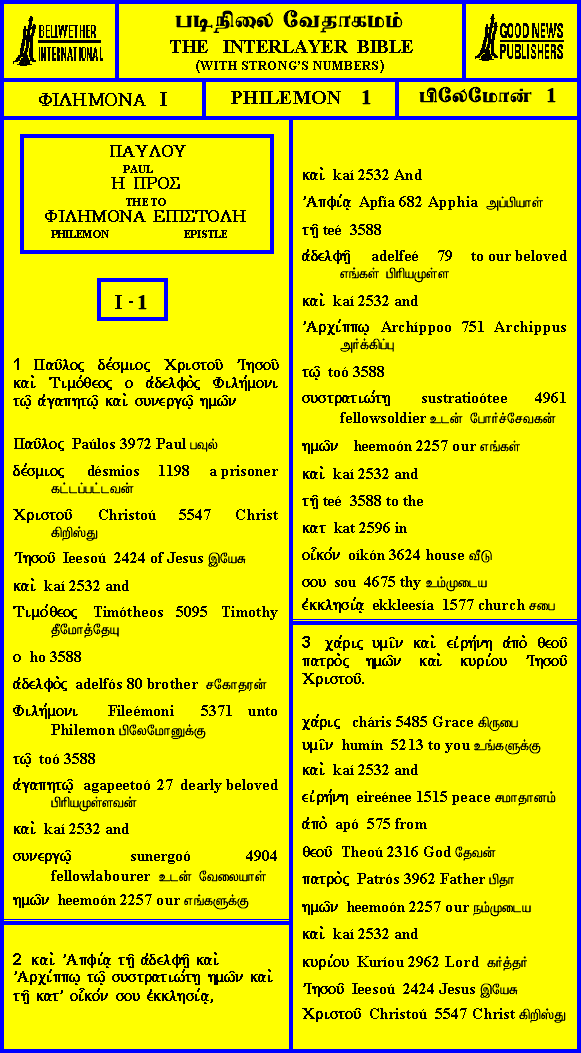 BELLWETHER
INTERNATIONAL
படிநிலை வேதாகமம்
THE INTERLAYER BIBLE
(WITH STRONG'S NUMBERS)
GOOD NEWS
PUBLISHERS
ΦΙΛΗΜΟΝΑ I
PHILEMON 1
பிலேமோன் 1
ΠΑΥΛΟΥ
PAUL
Η ΠΡΟΣ
THE TO
ΦΙΛΗΜΟΝΑ ΕΠΙΣΤΟΛΗ
PHILEMON EPISTLE
I - 1
1 Παῦλος δέσμιος Χριστοῦ Ἰησοῦ
καὶ Τιμόθεος ο ἀδελφὸς Φιλήμονι
τῷ ἀγαπητῷ καὶ συνεργῷ ημῶν
Παῦλος Paúlos 3972 Paul பவுல்
δέσμιος désmios 1198 a prisoner
கட்டப்பட்டவன்
Χριστοῦ Christoú 5547 Christ
கிறிஸ்து
Ἰησοῦ Ieesoú 2424 of Jesus இயேசு
καὶ kaí 2532 and
Τιμόθεος Timótheos 5095 Timothy
தீமோத்தேயு
ο ho 3588
ἀδελφὸς adelfós 80 brother சகோதரன்
Φιλήμονι Fileémoni 5371 unto
Philemon பிலேமோனுக்கு
τῷ toó 3588
ἀγαπητῷ agapeetoó 27 dearly beloved
பிரியமுள்ளவன்
καὶ kaí 2532 and
συνεργῷ sunergoó 4904
fellowlabourer உடன் வேலையாள்
ημῶν heemoón 2257 our எங்களுக்கு
2 καὶ Ἀπφίᾳ τῇ ἀδελφῇ καὶ
Ἀρχίππῳ τῷ συστρατιώτῃ ημῶν καὶ
τῇ κατ’ οἶκόν σου ἐκκλησίᾳ,
καὶ kaí 2532 And
Ἀπφίᾳ Apfia 682 Apphia அப்பியாள்
τῇ teé 3588
ἀδελφῇ adelfeé 79 to our beloved
எங்கள் பிரியமுள்ள
καὶ kaí 2532 and
Ἀρχίππῳ Archíppoo 751 Archippus
அர்க்கிப்பு
τῷ toó 3588
συστρατιώτῃ sustratioótee 4961
fellowsoldier உடன் போர்ச்சேவகன்
ημῶν heemoón 2257 our எங்கள்
καὶ kaí 2532 and
τῇ teé 3588 to the
κατ kat 2596 in
οἶκόν oíkón 3624 house வீடு
σου sou 4675 thy உம்முடைய
ἐκκλησίᾳ ekkleesía 1577 church சபை
3 χάρις υμῖν καὶ εἰρήνη ἀπὸ θεοῦ
πατρὸς ημῶν καὶ κυρίου Ἰησοῦ
Χριστοῦ.
χάρις cháris 5485 Grace கிருபை
υμῖν humín 5213 to you உங்களுக்கு
καὶ kaí 2532 and
εἰρήνη eireénee 1515 peace சமாதானம்
ἀπὸ apó 575 from
θεοῦ Theoú 2316 God தேவன்
πατρὸς Patrós 3962 Father பிதா
ημῶν heemoón 2257 our நம்முடைய
καὶ kaí 2532 and
κυρίου Kuríou 2962 Lord கர்த்தர்
Ἰησοῦ Ieesoú 2424 Jesus இயேசு
Χριστοῦ Christoú 5547 Christ கிறிஸ்து